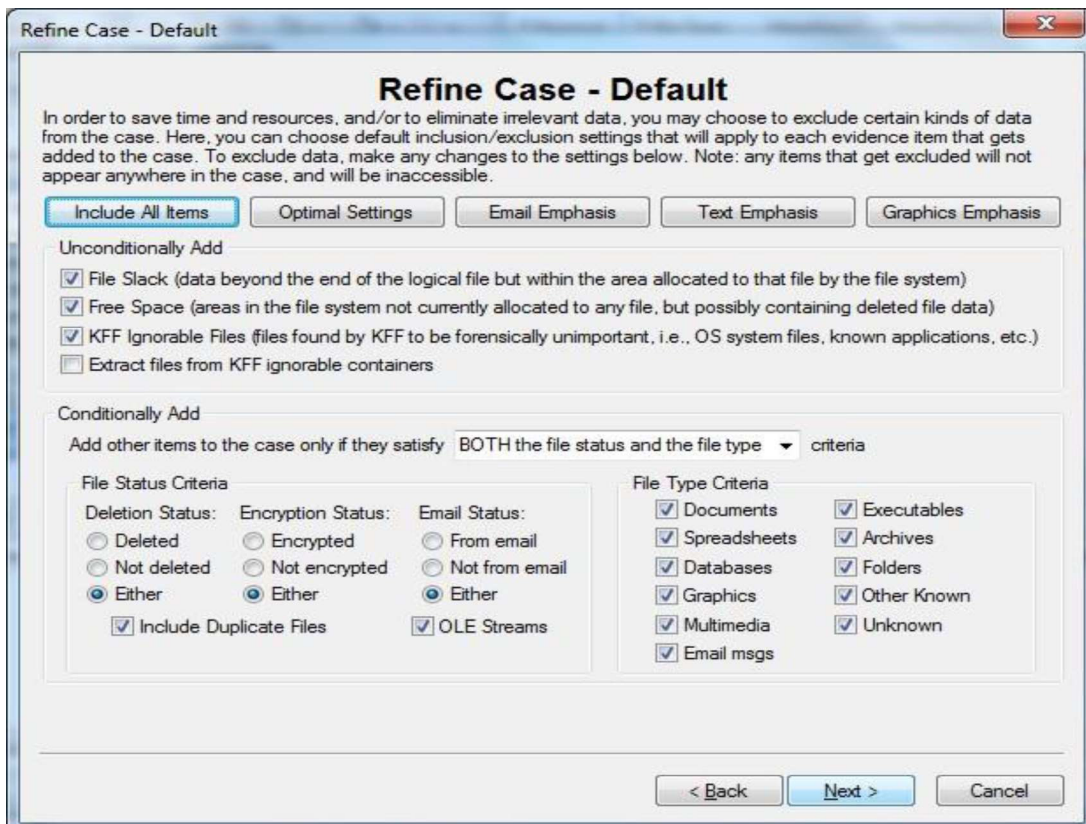 Refine Case - Default
Refine Case - Default
In order to save time and resources, and/or to eliminate irrelevant data, you may choose to exclude certain kinds of data
from the case. Here, you can choose default inclusion/exclusion settings that will apply to each evidence item that gets
added to the case. To exclude data, make any changes to the settings below. Note: any items that get excluded will not
appear anywhere in the case, and will be inaccessible.
Include All Items Optimal Settings Email Emphasis Text Emphasis Graphics Emphasis
Unconditionally Add
File Slack (data beyond the end of the logical file but within the area allocated to that file by the file system)
Free Space (areas in the file system not currently allocated to any file, but possibly containing deleted file data)
KFF Ignorable Files (files found by KFF to be forensically unimportant, i.e., OS system files, known applications, etc.)
Extract files from KFF ignorable containers
Conditionally Add
Add other items to the case only if they satisfy BOTH the file status and the file type criteria
File Status Criteria
Deletion Status: Encryption Status: Email Status:
Deleted Encrypted From email
Not deleted Not encrypted Not from email
Either Either Either
Include Duplicate Files OLE Streams
File Type Criteria
Documents Executables
Spreadsheets Archives
Databases Folders
Graphics Other Known
Multimedia Unknown
Email msgs
< Back Next > Cancel